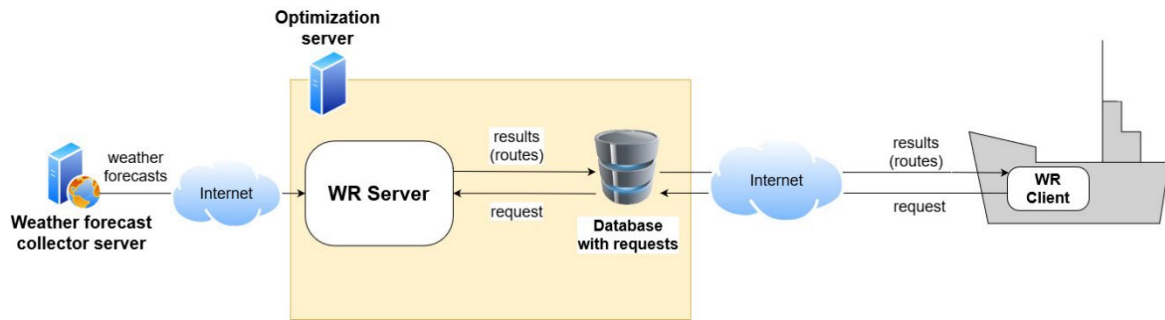 Optimization
server
weather
forecasts
Internet
Weather forecast
collector server
WR Server
results
(routes)
request
Database
with requests
Internet
results
(routes)
request
WR
Client